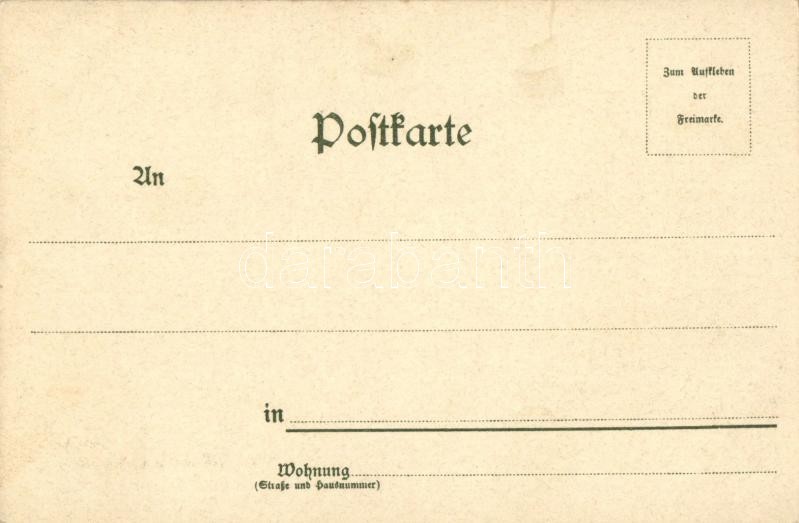 Zum Aufkleben
der
Freimarke.
Postkarte
An
darabanth
in
Wohnung
(Straße und Hausnummer)